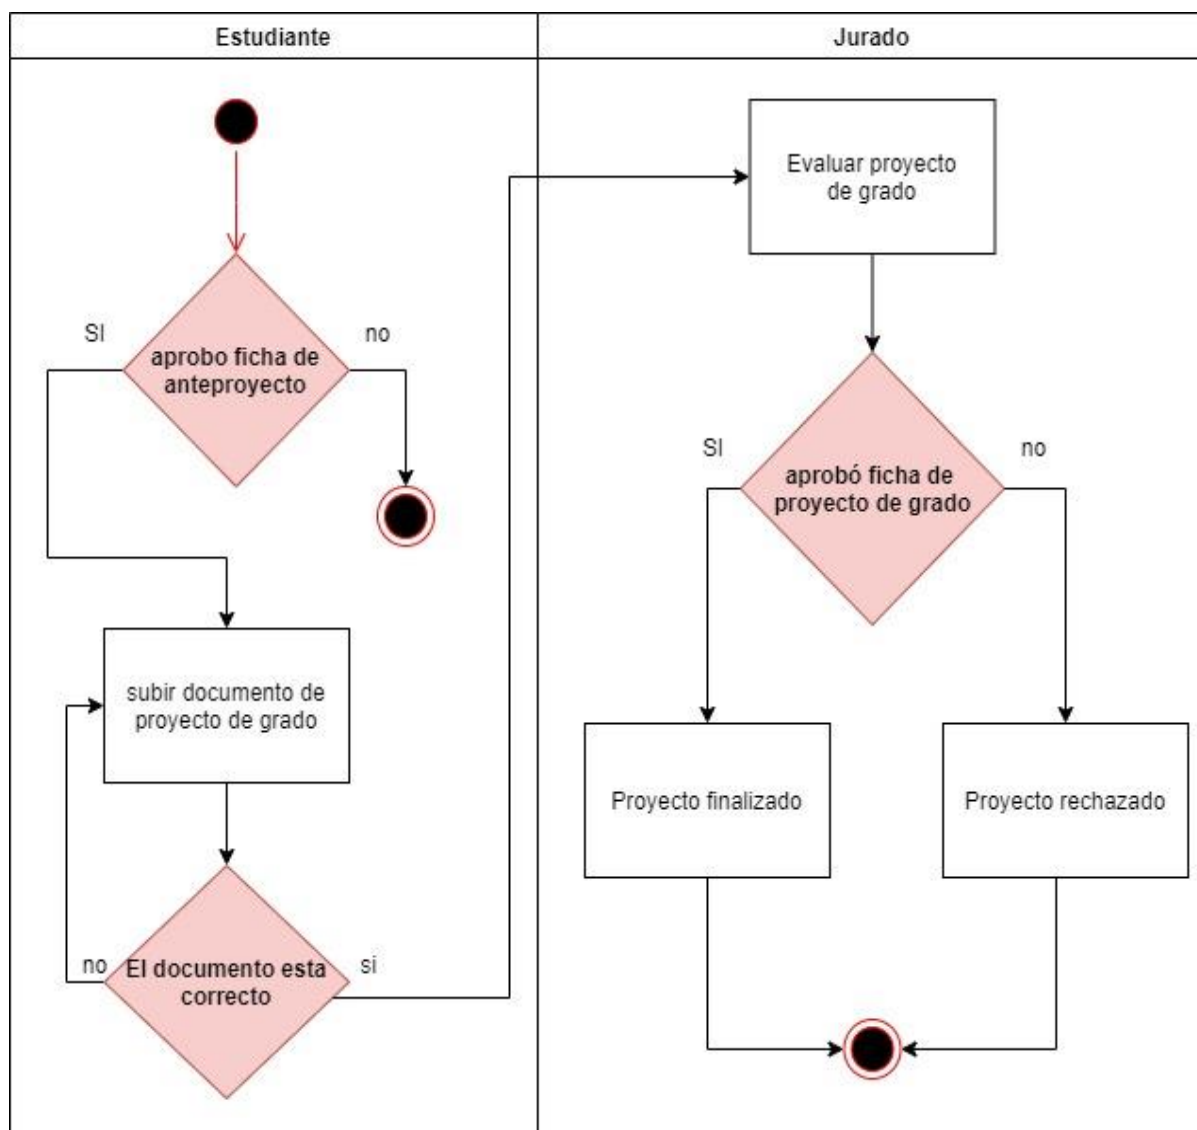 Estudiante
Jurado
SI
no
aprobo ficha de
anteproyecto
subir documento de
proyecto de grado
no
El documento esta
correcto
si
Evaluar proyecto
de grado
SI
no
aprobó ficha de
proyecto de grado
Proyecto finalizado
Proyecto rechazado